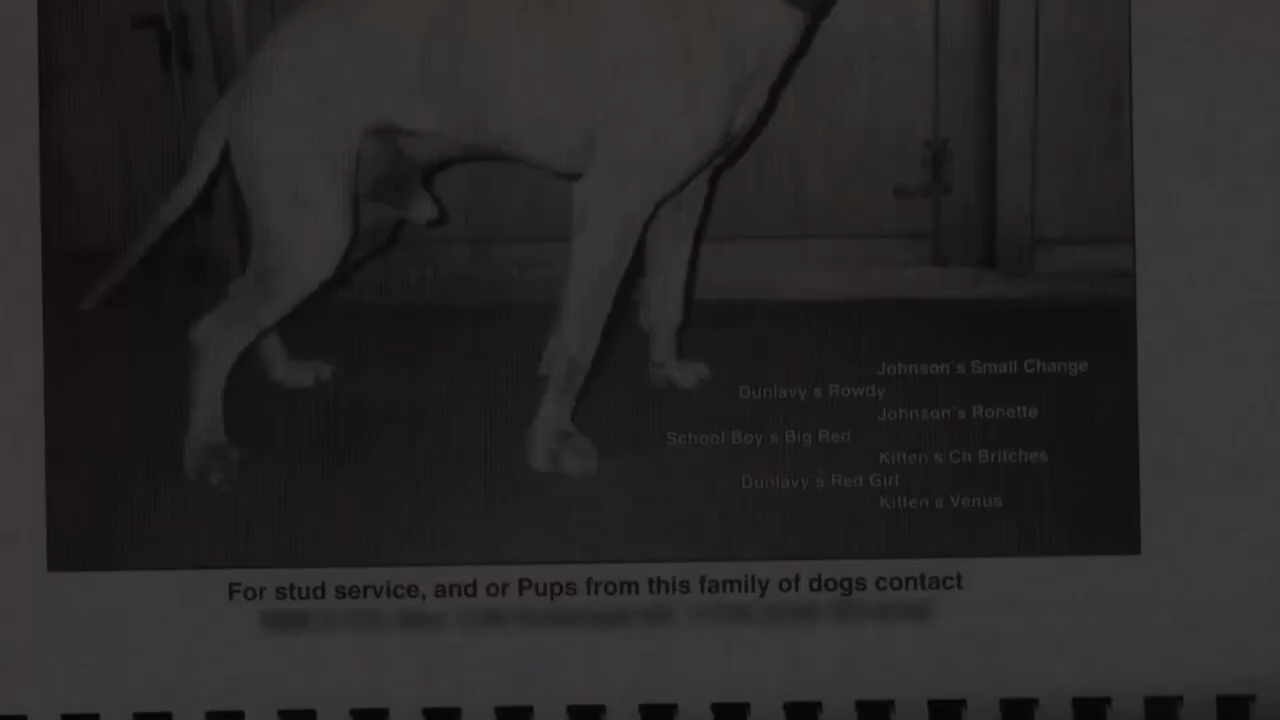 Johnson's Small Change
Dunlavy's Rowdy
Johnson's Ronette
School Boy's Big Red
Kitten's Ch Britches
Dunlavy's Red Girl
Kitten's Venus
For stud service, and or Pups from this family of dogs contact